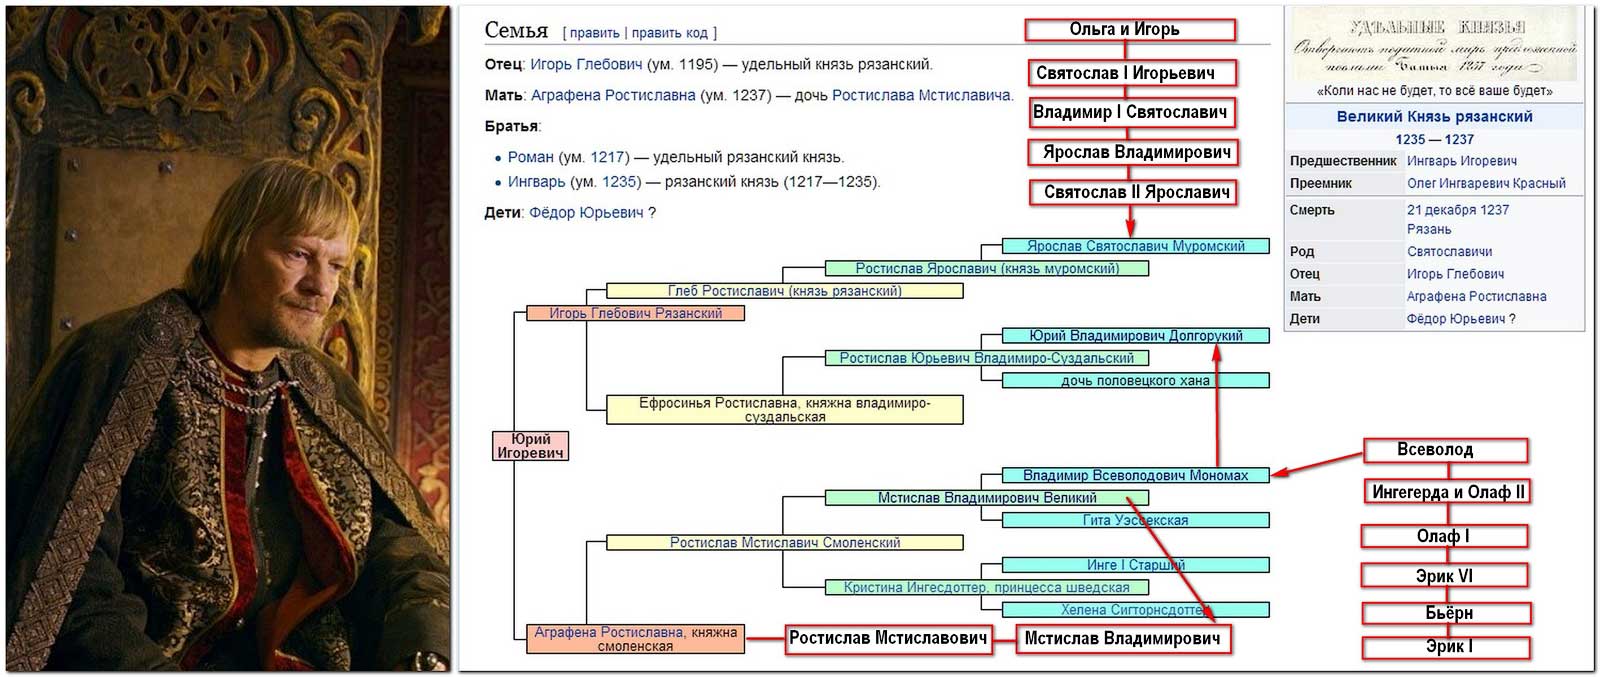 Семья [ править | править код ]
Отец: Игорь Глебович (ум. 1195) — удельный князь рязанский.
Мать: Аграфена Ростиславна (ум. 1237) — дочь Ростислава Мстиславича.
Братья:
• Роман (ум. 1217) — удельный рязанский князь.
• Ингварь (ум. 1235) — рязанский князь (1217—1235).
Дети: Фёдор Юрьевич ?
Ольга и Игорь
Святослав I Игорьевич
Владимир I Святославич
Ярослав Владимирович
Святослав II Ярославич
УДѢЛЬНЫЕ КНЯЗЬЯ
Отвергаютъ
1237 года
«Коли нас не будет, то всё ваше будет»
Великий Князь рязанский
1235 — 1237
Предшественник Ингварь Игоревич
Преемник Олег Ингваревич Красный
Смерть 21 декабря 1237
Рязань
Род Святославичи
Отец Игорь Глебович
Мать Аграфена Ростиславна
Дети Фёдор Юрьевич ?
Ярослав Святославич Муромский
Ростислав Ярославич (князь муромский)
Глеб Ростиславич (князь рязанский)
Игорь Глебович Рязанский
Юрий Владимирович Долгорукий
Ростислав Юрьевич Владимиро-Суздальский
дочь половецкого хана
Ефросинья Ростиславна, княжна владимиро-
суздальская
Юрий
Игоревич
Владимир Всеволодович Мономах
Мстислав Владимирович Великий
Гита Уэссекская
Ростислав Мстиславич Смоленский
Инге I Старший
Кристина Ингесдоттер, принцесса шведская
Хелена Сигторнсдоттер
Аграфена Ростиславна, княжна
смоленская
Ростислав Мстиславович
Мстислав Владимирович
Всеволод
Ингегерда и Олаф II
Олаф I
Эрик VI
Бьёрн
Эрик I